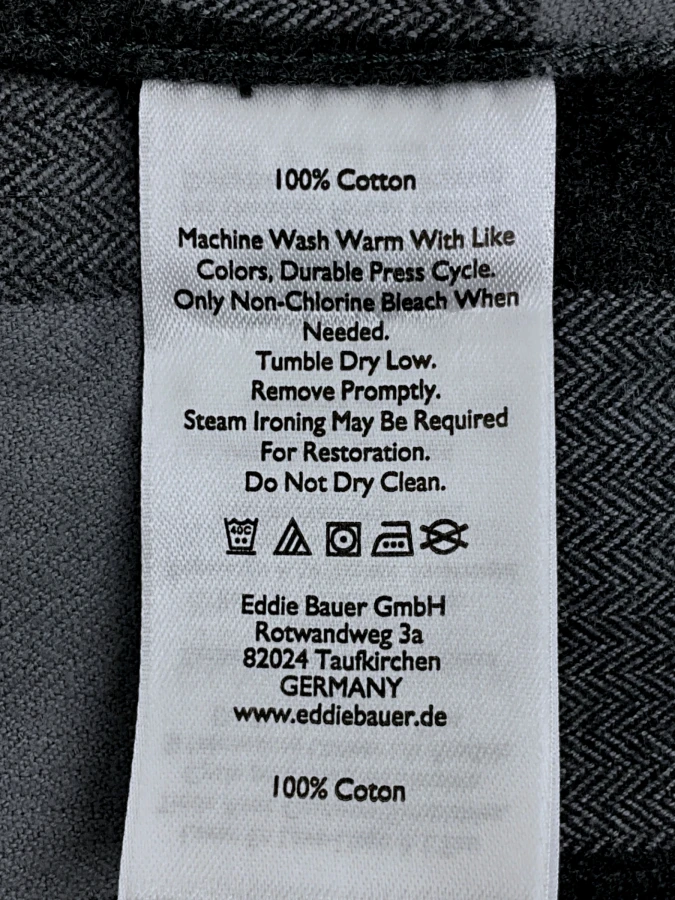 100% Cotton
Machine Wash Warm With Like
Colors, Durable Press Cycle.
Only Non-Chlorine Bleach When
Needed.
Tumble Dry Low.
Remove Promptly.
Steam Ironing May Be Required
For Restoration.
Do Not Dry Clean.
40C
Eddie Bauer GmbH
Rotwandweg 3a
82024 Taufkirchen
GERMANY
www.eddiebauer.de
100% Coton